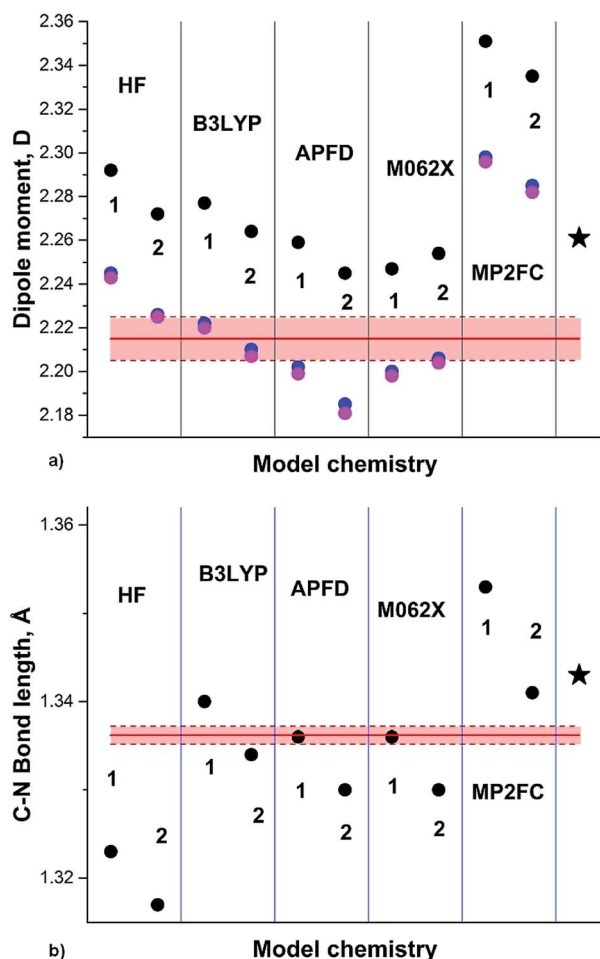 2.36
2.34
2.32
2.30
2.28
2.26
2.24
2.22
2.20
2.18
Dipole moment, D
HF
B3LYP
APFD
M062X
MP2FC
1
2
1
2
1
2
1
2
1
2
a)
Model chemistry
1.36
1.34
1.32
C-N Bond length, Å
HF
B3LYP
APFD
M062X
MP2FC
1
2
1
2
1
2
1
2
1
2
b)
Model chemistry